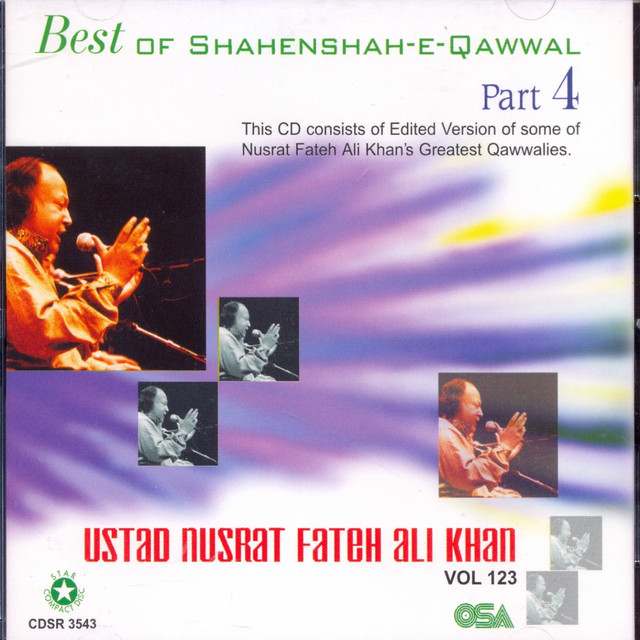 Best OF SHAHENSHAH-E-QAWWAL
Part 4
This CD consists of Edited Version of some of
Nusrat Fateh Ali Khan's Greatest Qawwalies.
USTAD NUSRAT FATEH ALI KHAN
VOL 123
STAR
COMPACT DISC
CDSR 3543
OSA